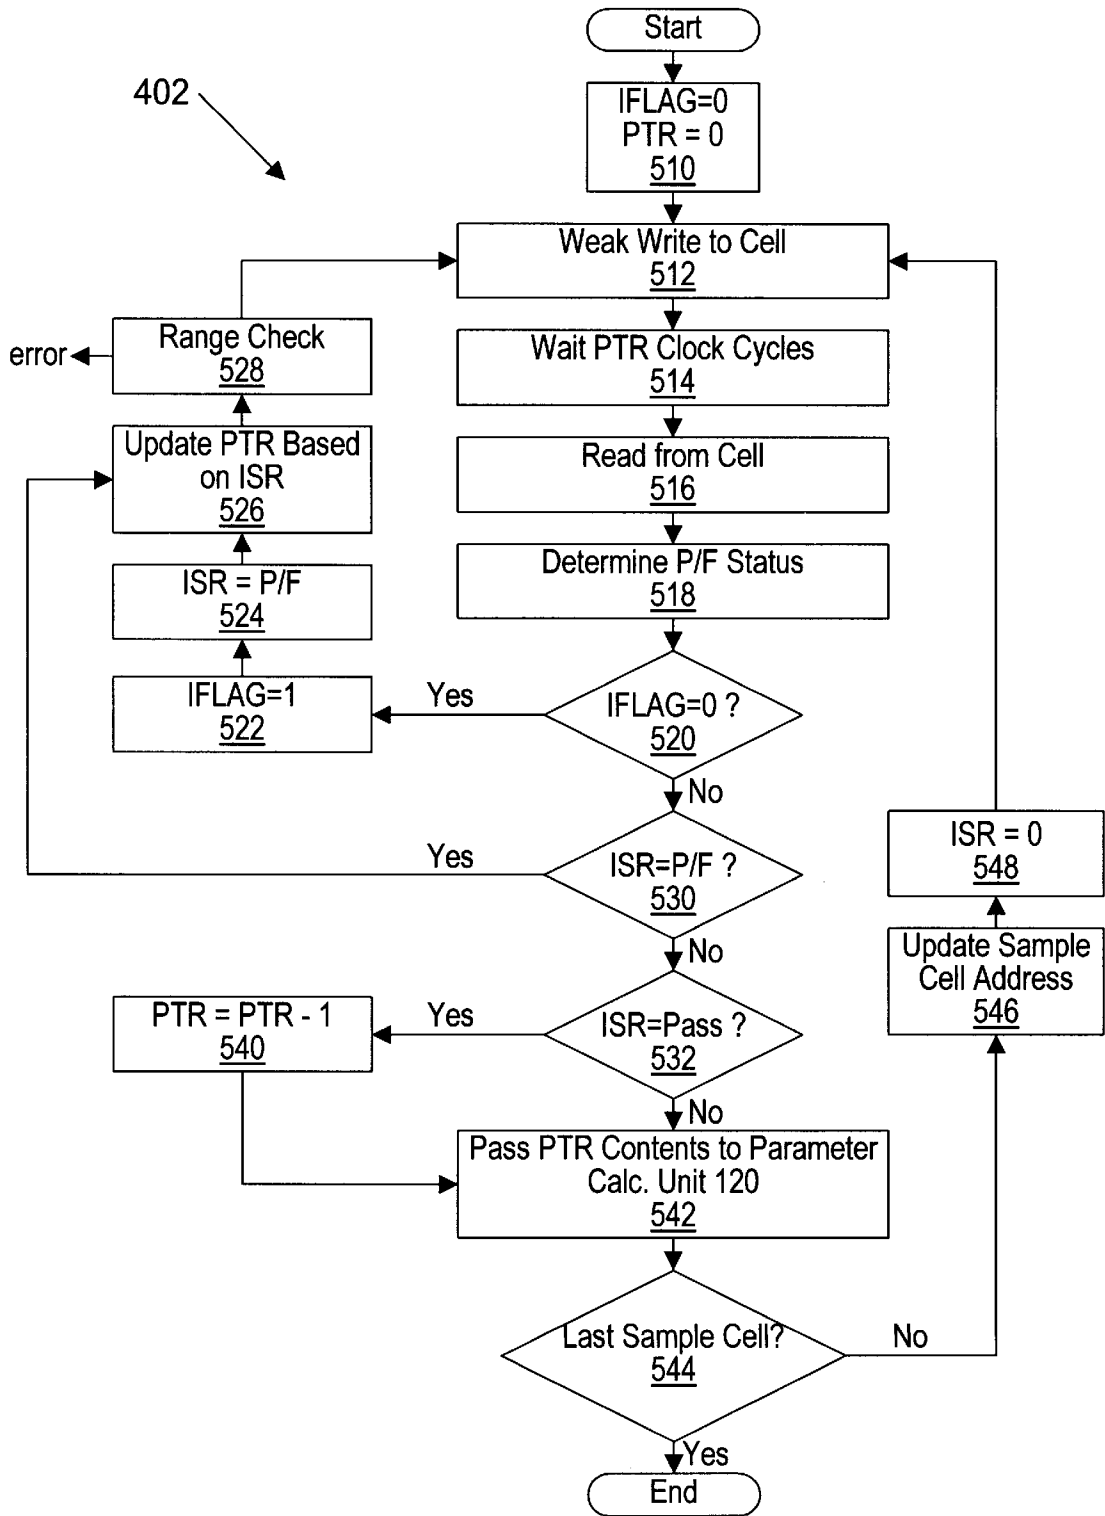 Start
402
IFLAG=0
PTR = 0
510
Weak Write to Cell
512
Range Check
528
error
Wait PTR Clock Cycles
514
Update PTR Based
on ISR
526
Read from Cell
516
ISR = P/F
524
Determine P/F Status
518
IFLAG=1
522
Yes
IFLAG=0 ?
520
No
Yes
ISR=P/F ?
530
ISR = 0
548
No
Update Sample
Cell Address
546
PTR = PTR - 1
540
Yes
ISR=Pass ?
532
No
Pass PTR Contents to Parameter
Calc. Unit 120
542
Last Sample Cell?
544
No
Yes
End